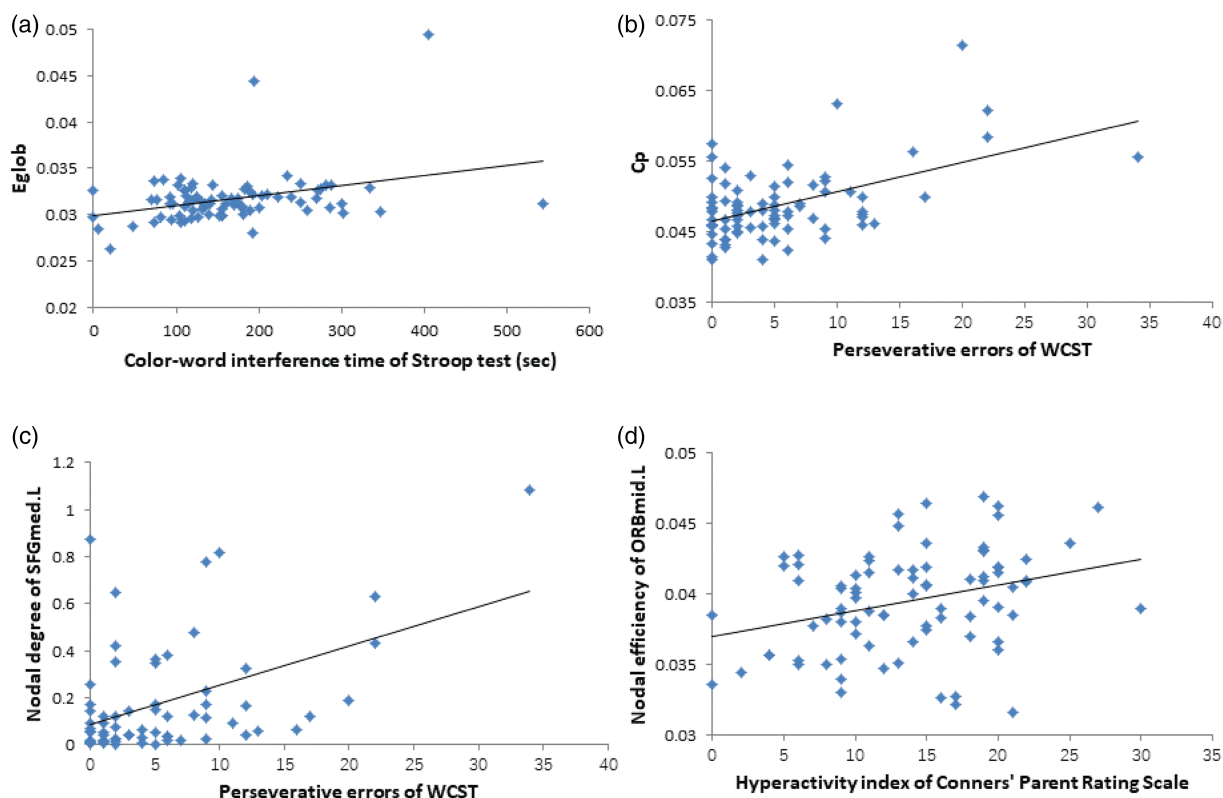 (a)
0.05
0.045
0.04
0.035
0.03
0.025
0.02
Eglob
0 100 200 300 400 500 600
Color-word interference time of Stroop test (sec)
(b)
0.075
0.065
0.055
0.045
0.035
Cp
0 5 10 15 20 25 30 35 40
Perseverative errors of WCST
(c)
1.2
1
0.8
0.6
0.4
0.2
0
Nodal degree of SFGmed.L
0 5 10 15 20 25 30 35 40
Perseverative errors of WCST
(d)
0.05
0.045
0.04
0.035
0.03
Nodal efficiency of ORBmid.L
0 5 10 15 20 25 30 35
Hyperactivity index of Conners' Parent Rating Scale